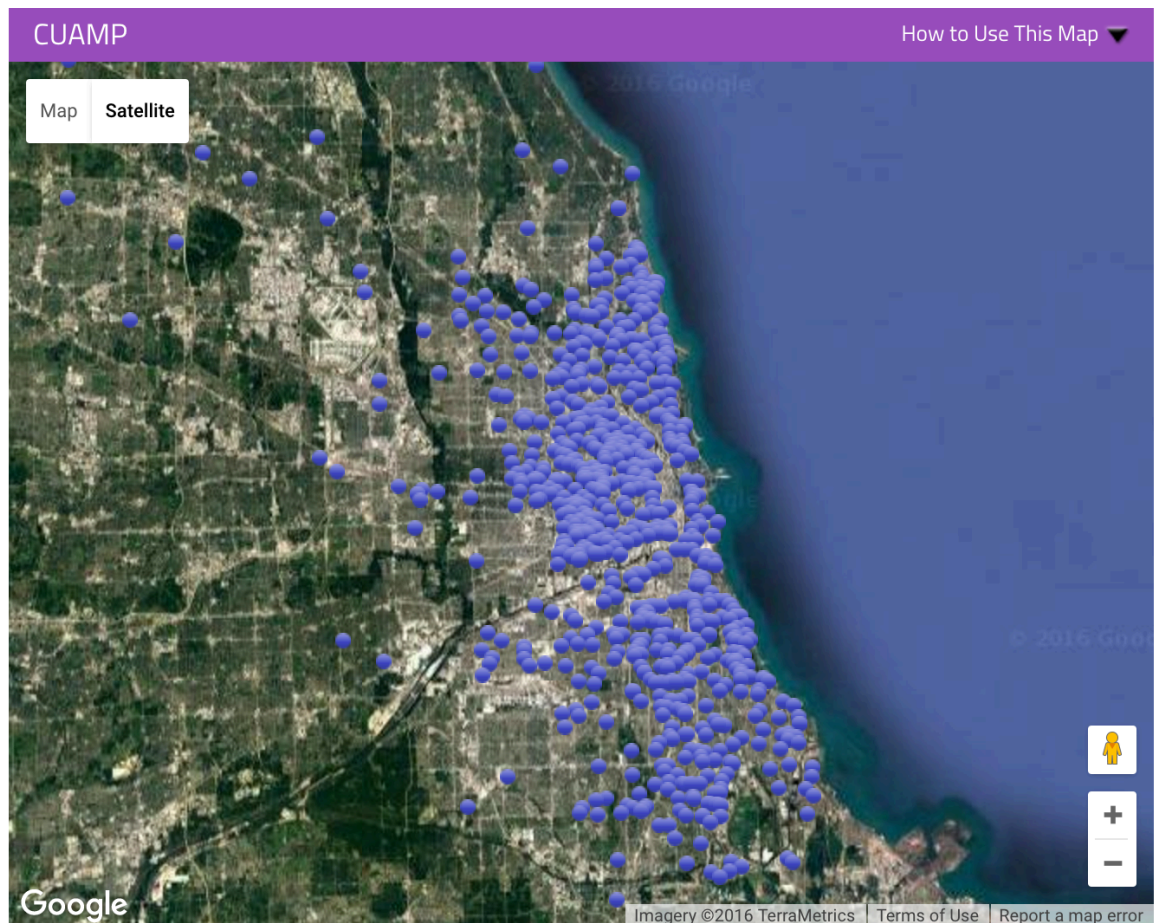 CUAMP
How to Use This Map
© 2016 Google
Map
Satellite
© 2016 Goo
Google
Imagery ©2016 TerraMetrics
Terms of Use
Report a map error